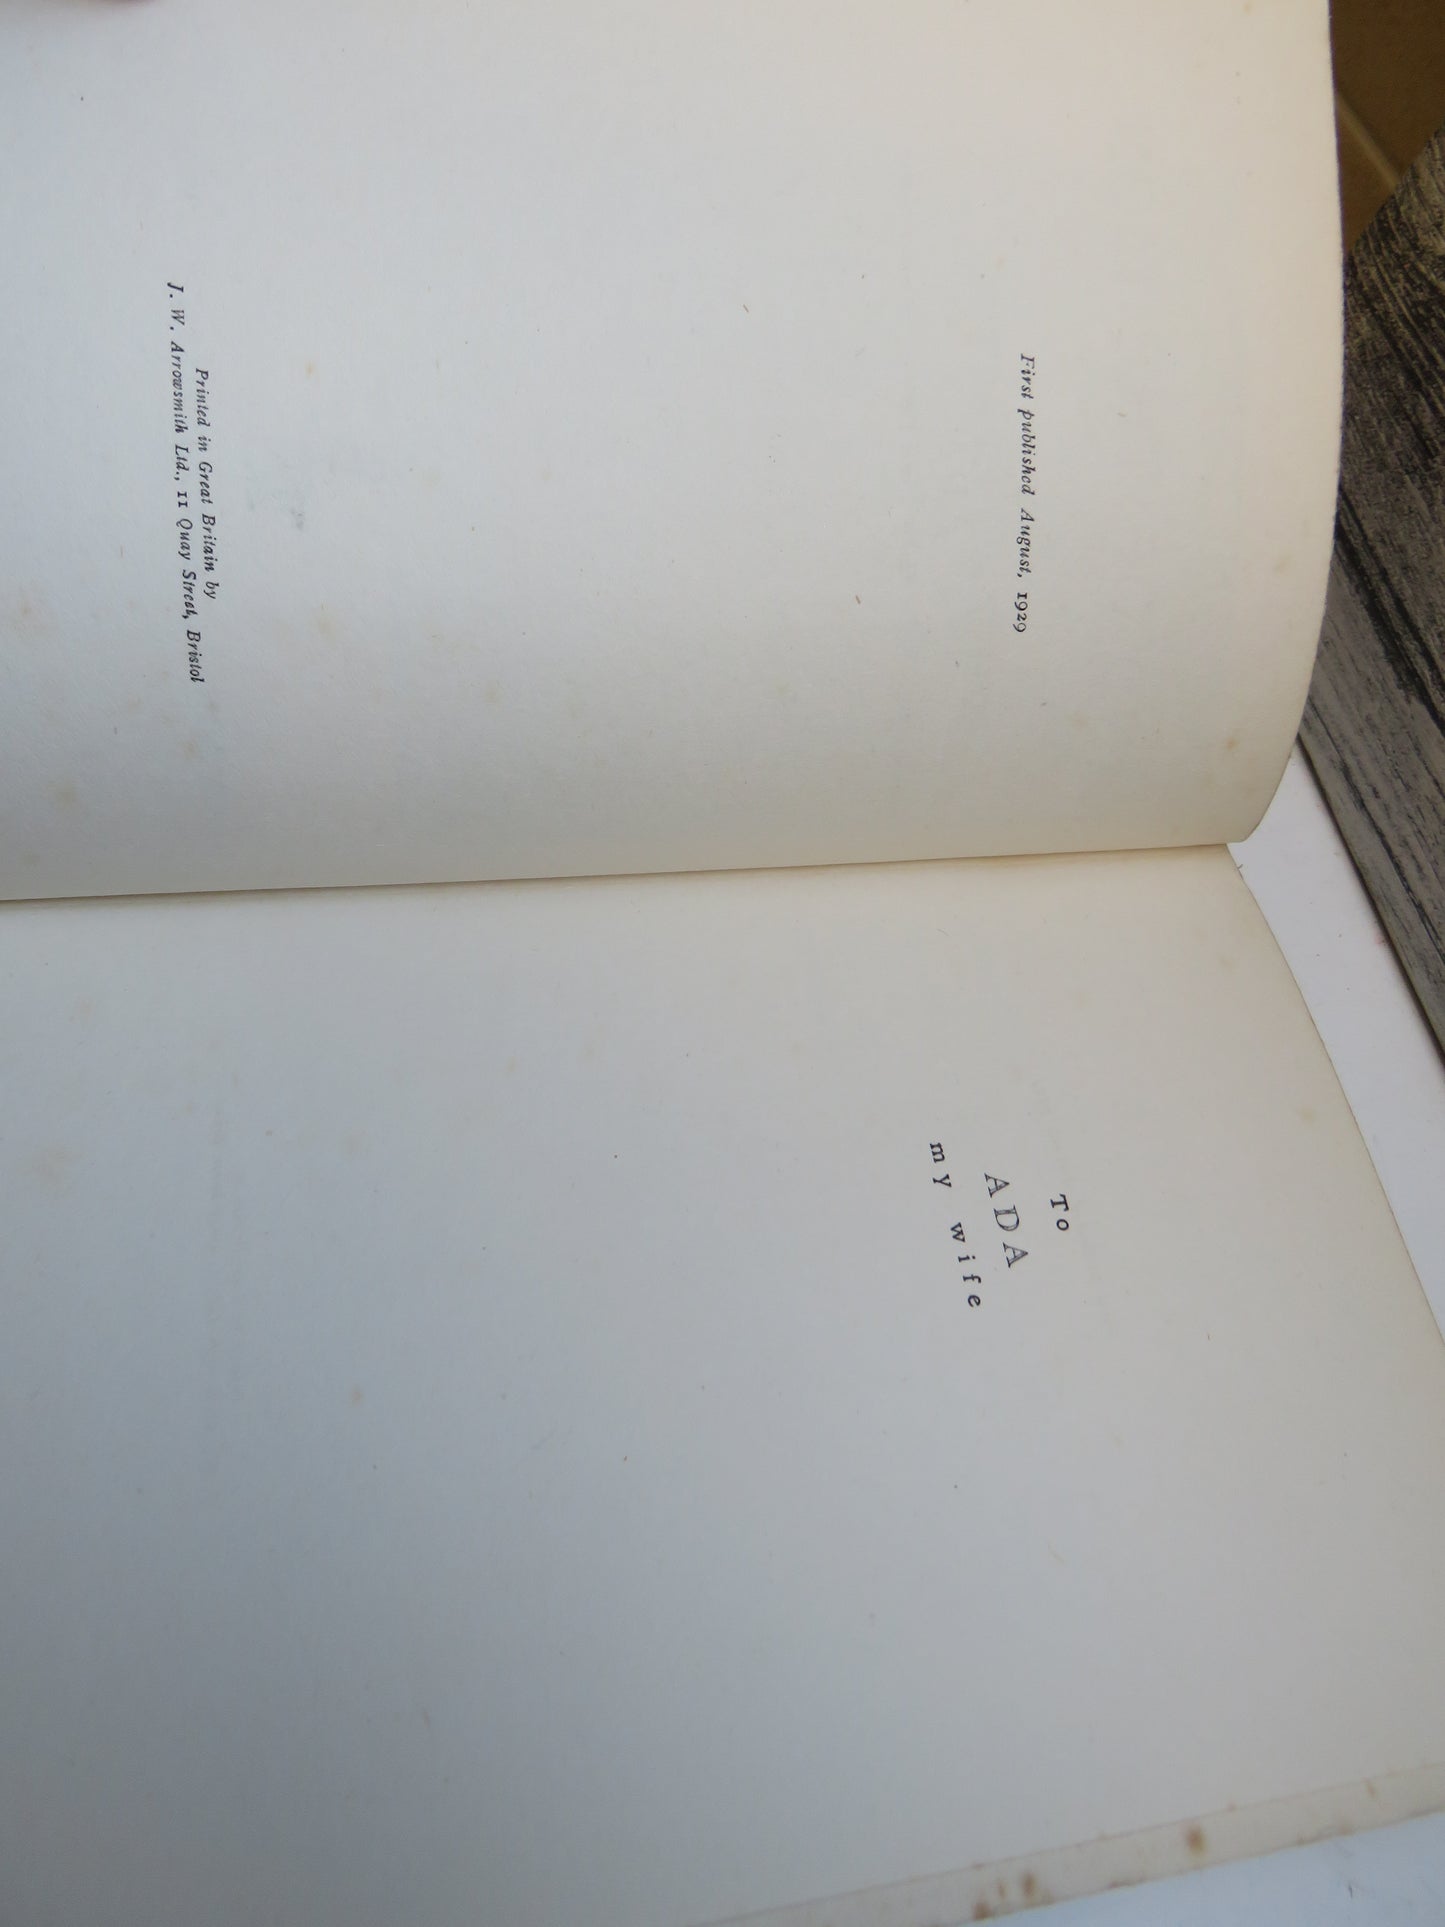 First published August, 1929
Printed in Great Britain by
J. W. Arrowsmith Ltd., 11 Quay Street, Bristol
To
ADA
my wife